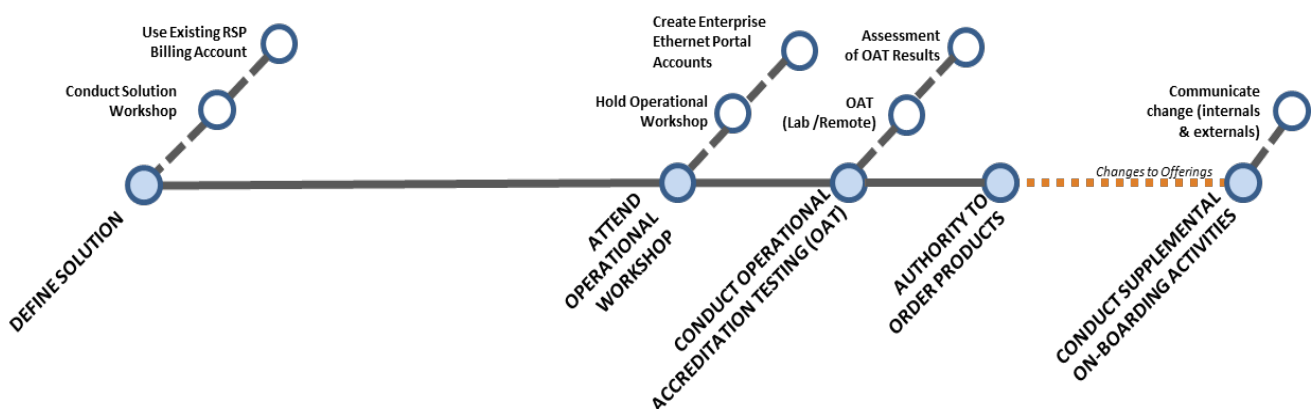 Use Existing RSP
Billing Account
Conduct Solution
Workshop
DEFINE SOLUTION
Create Enterprise
Ethernet Portal
Accounts
Hold Operational
Workshop
ATTEND
OPERATIONAL
WORKSHOP
Assessment
of OAT Results
OAT
(Lab /Remote)
CONDUCT OPERATIONAL
ACCREDITATION TESTING (OAT)
AUTHORITY TO
ORDER PRODUCTS
Changes to Offerings
Communicate
change (internals
& externals)
CONDUCT SUPPLEMENTAL
ON-BOARDING ACTIVITIES